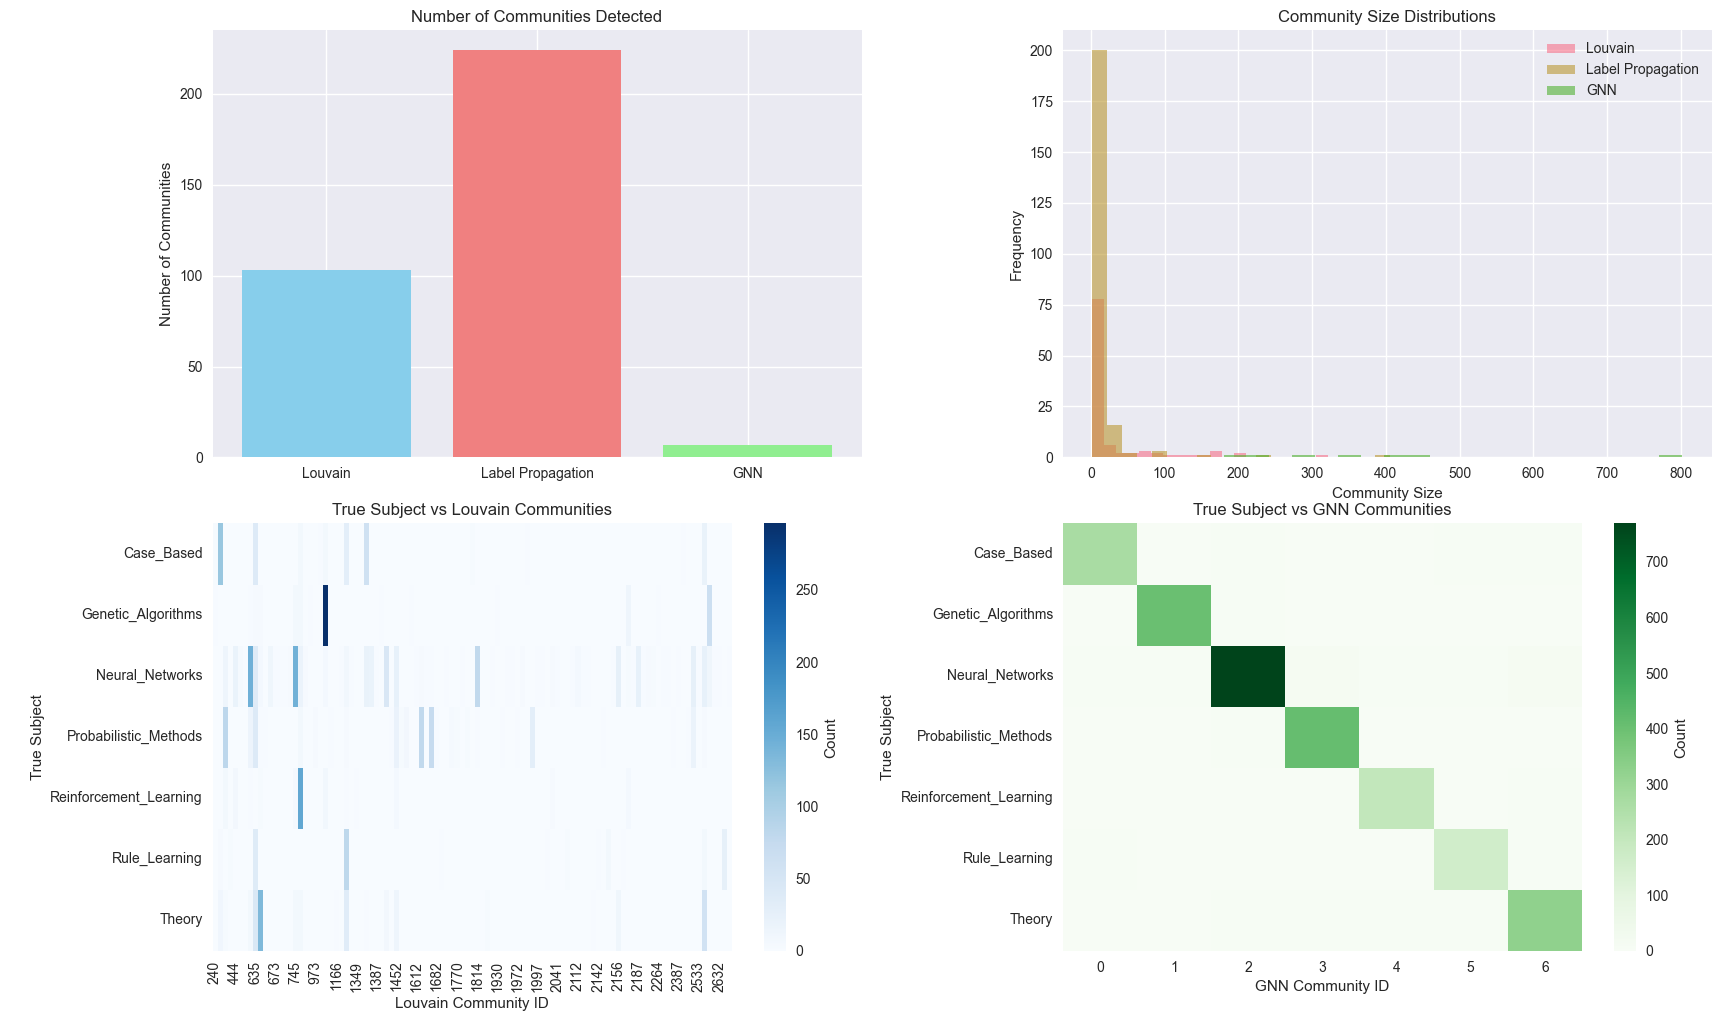 Number of Communities Detected
Number of Communities
200
150
100
50
0
Louvain
Label Propagation
GNN
Community Size Distributions
Louvain
Label Propagation
GNN
Frequency
200
175
150
125
100
75
50
25
0
0
100
200
300
400
500
600
700
800
Community Size
True Subject vs Louvain Communities
True Subject
Case_Based
Genetic_Algorithms
Neural_Networks
Probabilistic_Methods
Reinforcement_Learning
Rule_Learning
Theory
240
444
635
673
745
973
1166
1349
1387
1452
1612
1682
1770
1814
1930
1972
1997
2041
2112
2142
2156
2187
2264
2387
2533
2632
Louvain Community ID
250
200
150
100
50
0
Count
True Subject vs GNN Communities
True Subject
Case_Based
Genetic_Algorithms
Neural_Networks
Probabilistic_Methods
Reinforcement_Learning
Rule_Learning
Theory
0
1
2
3
4
5
6
GNN Community ID
700
600
500
400
300
200
100
0
Count